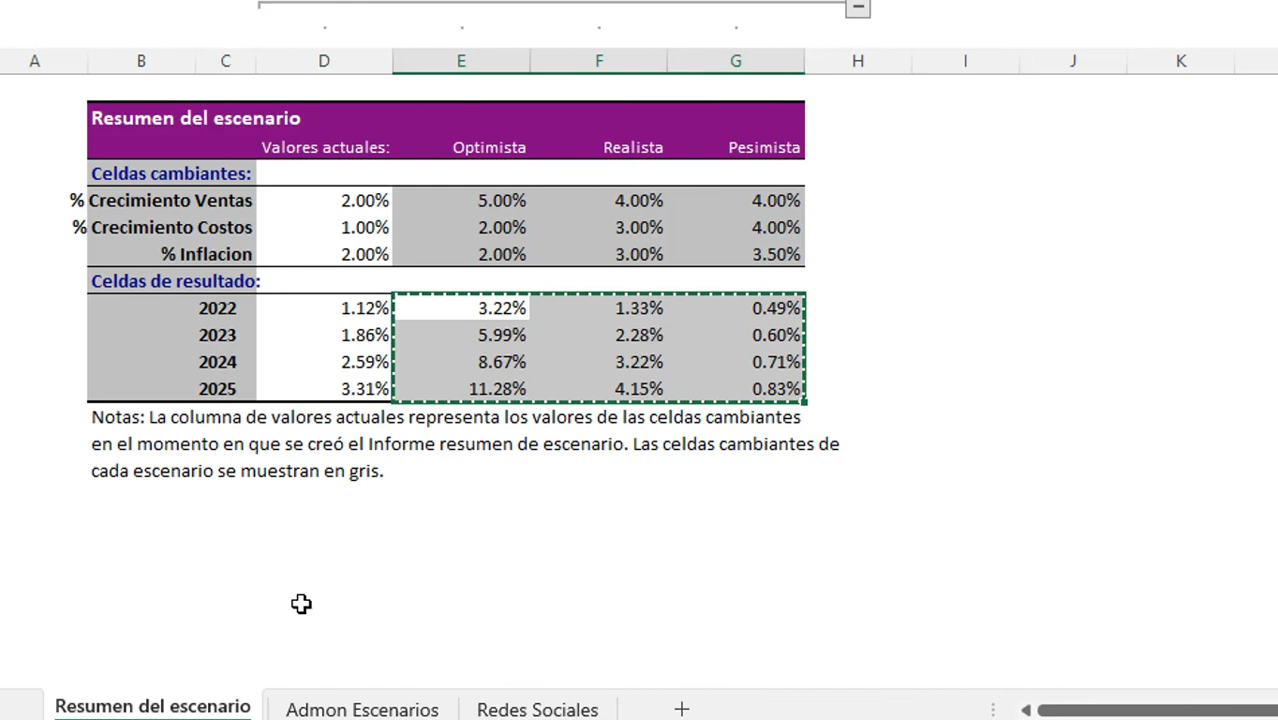 A B C D E F G H I J K
Resumen del escenario
Valores actuales: Optimista Realista Pesimista
Celdas cambiantes:
% Crecimiento Ventas 2.00% 5.00% 4.00% 4.00%
% Crecimiento Costos 1.00% 2.00% 3.00% 4.00%
% Inflacion 2.00% 2.00% 3.00% 3.50%
Celdas de resultado:
2022 1.12% 3.22% 1.33% 0.49%
2023 1.86% 5.99% 2.28% 0.60%
2024 2.59% 8.67% 3.22% 0.71%
2025 3.31% 11.28% 4.15% 0.83%
Notas: La columna de valores actuales representa los valores de las celdas cambiantes
en el momento en que se creó el Informe resumen de escenario. Las celdas cambiantes de
cada escenario se muestran en gris.
Resumen del escenario Admon Escenarios Redes Sociales